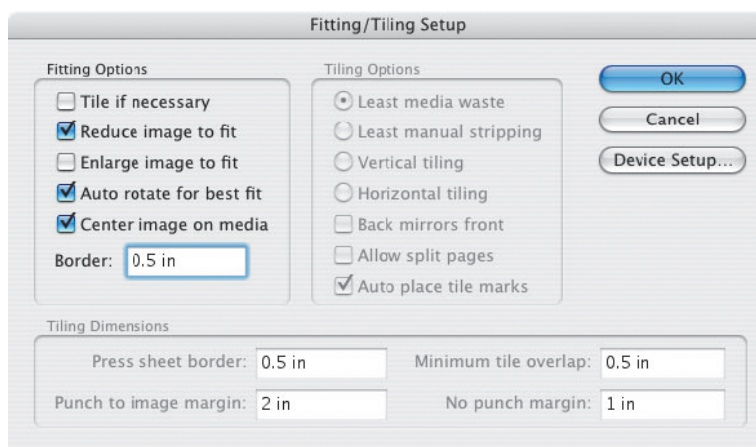 Fitting/Tiling Setup
Fitting Options
Tile if necessary
Reduce image to fit
Enlarge image to fit
Auto rotate for best fit
Center image on media
Border: 0.5 in
Tiling Options
Least media waste
Least manual stripping
Vertical tiling
Horizontal tiling
Back mirrors front
Allow split pages
Auto place tile marks
OK
Cancel
Device Setup...
Tiling Dimensions
Press sheet border: 0.5 in
Minimum tile overlap: 0.5 in
Punch to image margin: 2 in
No punch margin: 1 in